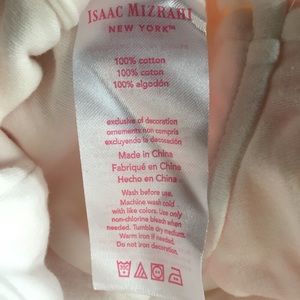 ISAAC MIZRAHI
NEW YORK™
100% cotton
100% coton
100% algodón
exclusive of decoration
ornements non compris
excluyendo la decoración
Made in China
Fabriqué en Chine
Hecho en China
Wash before use.
Machine wash cold
with like colors. Use only
non-chlorine bleach when
needed. Tumble dry medium.
Warm iron if needed.
Do not iron decoration.